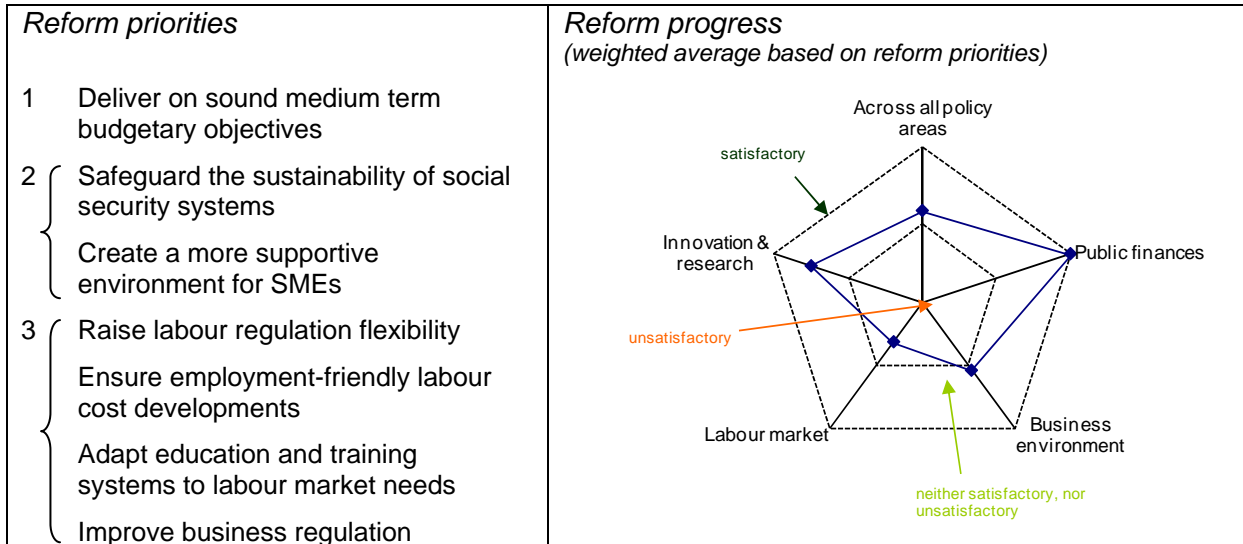 Reform priorities
1 Deliver on sound medium term
budgetary objectives
2 Safeguard the sustainability of social
security systems
Create a more supportive
environment for SMEs
3 Raise labour regulation flexibility
Ensure employment-friendly labour
cost developments
Adapt education and training
systems to labour market needs
Improve business regulation
Reform progress
(weighted average based on reform priorities)
Across all policy
areas
satisfactory
Innovation &
research
Public finances
unsatisfactory
Labour market
Business
environment
neither satisfactory, nor
unsatisfactory